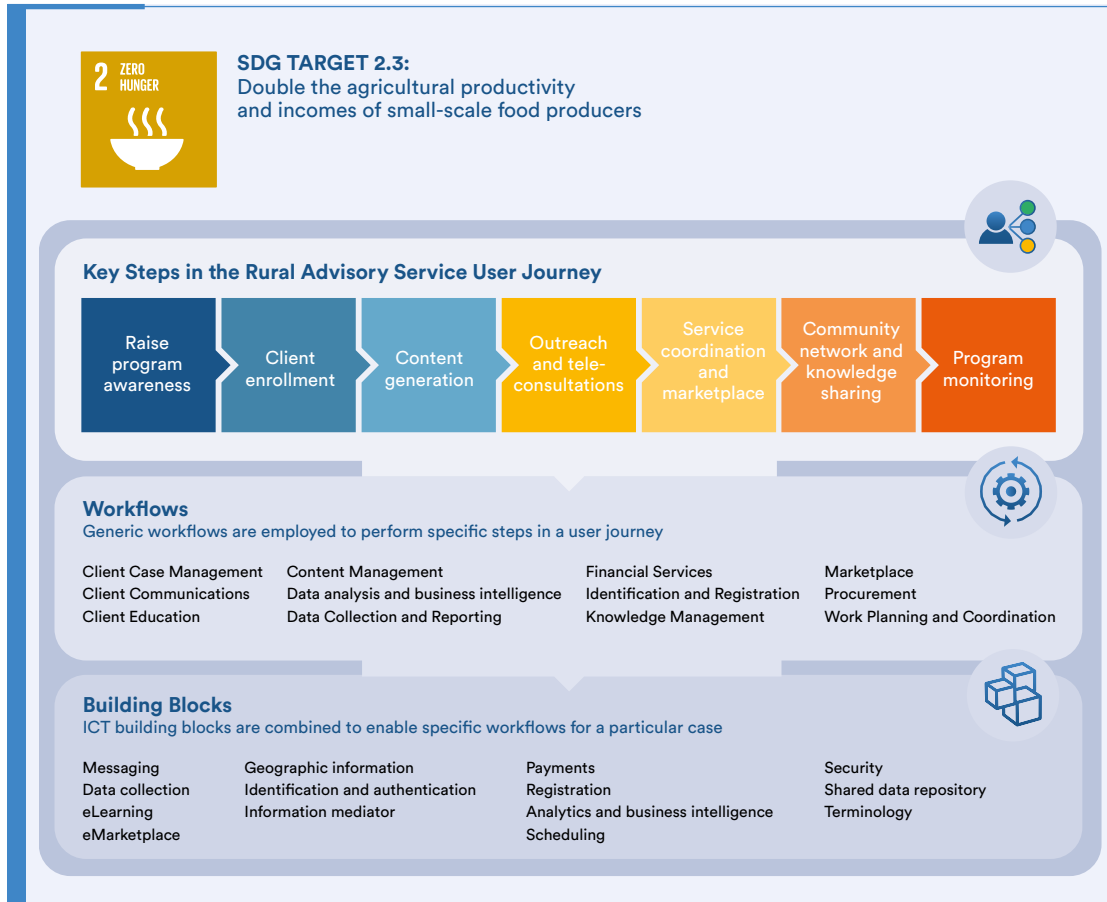 2 ZERO
HUNGER
SDG TARGET 2.3:
Double the agricultural productivity
and incomes of small-scale food producers
Key Steps in the Rural Advisory Service User Journey
Raise
program
awareness
Client
enrollment
Content
generation
Outreach
and tele-
consultations
Service
coordination
and
marketplace
Community
network and
knowledge
sharing
Program
monitoring
Workflows
Generic workflows are employed to perform specific steps in a user journey
Client Case Management
Client Communications
Client Education
Content Management
Data analysis and business intelligence
Data Collection and Reporting
Financial Services
Identification and Registration
Knowledge Management
Marketplace
Procurement
Work Planning and Coordination
Building Blocks
ICT building blocks are combined to enable specific workflows for a particular case
Messaging
Data collection
eLearning
eMarketplace
Geographic information
Identification and authentication
Information mediator
Payments
Registration
Analytics and business intelligence
Scheduling
Security
Shared data repository
Terminology